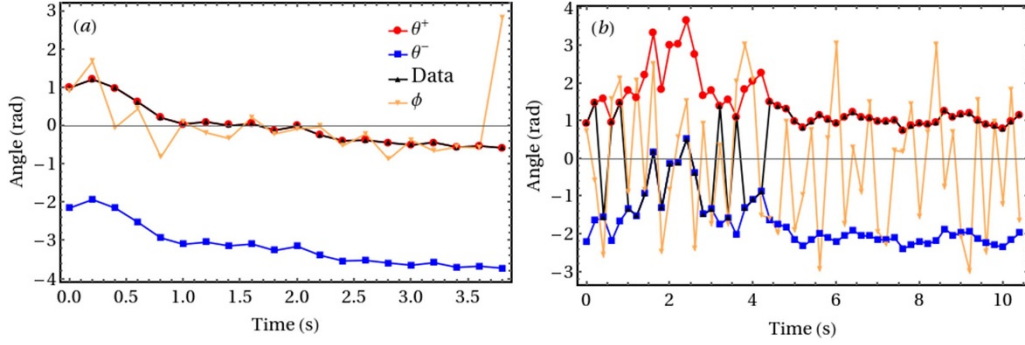 (a)
θ⁺
θ⁻
Data
ϕ
3
2
1
0
−1
−2
−3
−4
Angle (rad)
0.0 0.5 1.0 1.5 2.0 2.5 3.0 3.5
Time (s)
(b)
4
3
2
1
0
−1
−2
−3
Angle (rad)
0 2 4 6 8 10
Time (s)